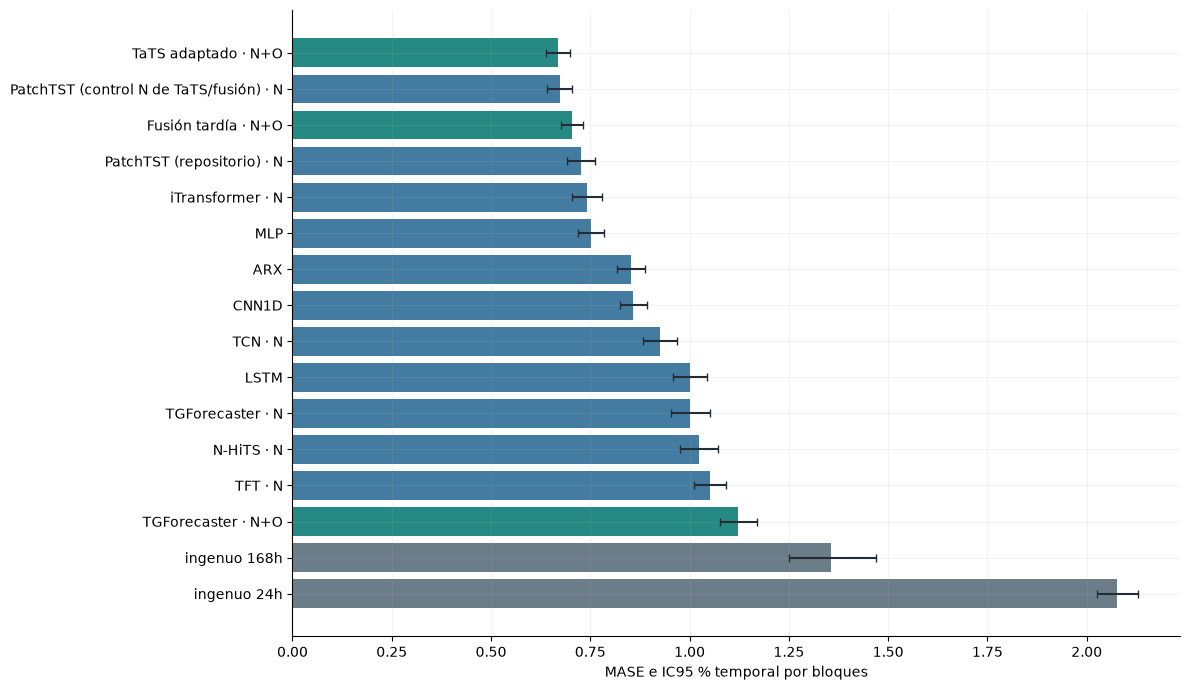 TaTS adaptado · N+O
PatchTST (control N de TaTS/fusión) · N
Fusión tardía · N+O
PatchTST (repositorio) · N
iTransformer · N
MLP
ARX
CNN1D
TCN · N
LSTM
TGForecaster · N
N-HiTS · N
TFT · N
TGForecaster · N+O
ingenuo 168h
ingenuo 24h
0.00 0.25 0.50 0.75 1.00 1.25 1.50 1.75 2.00
MASE e IC95 % temporal por bloques